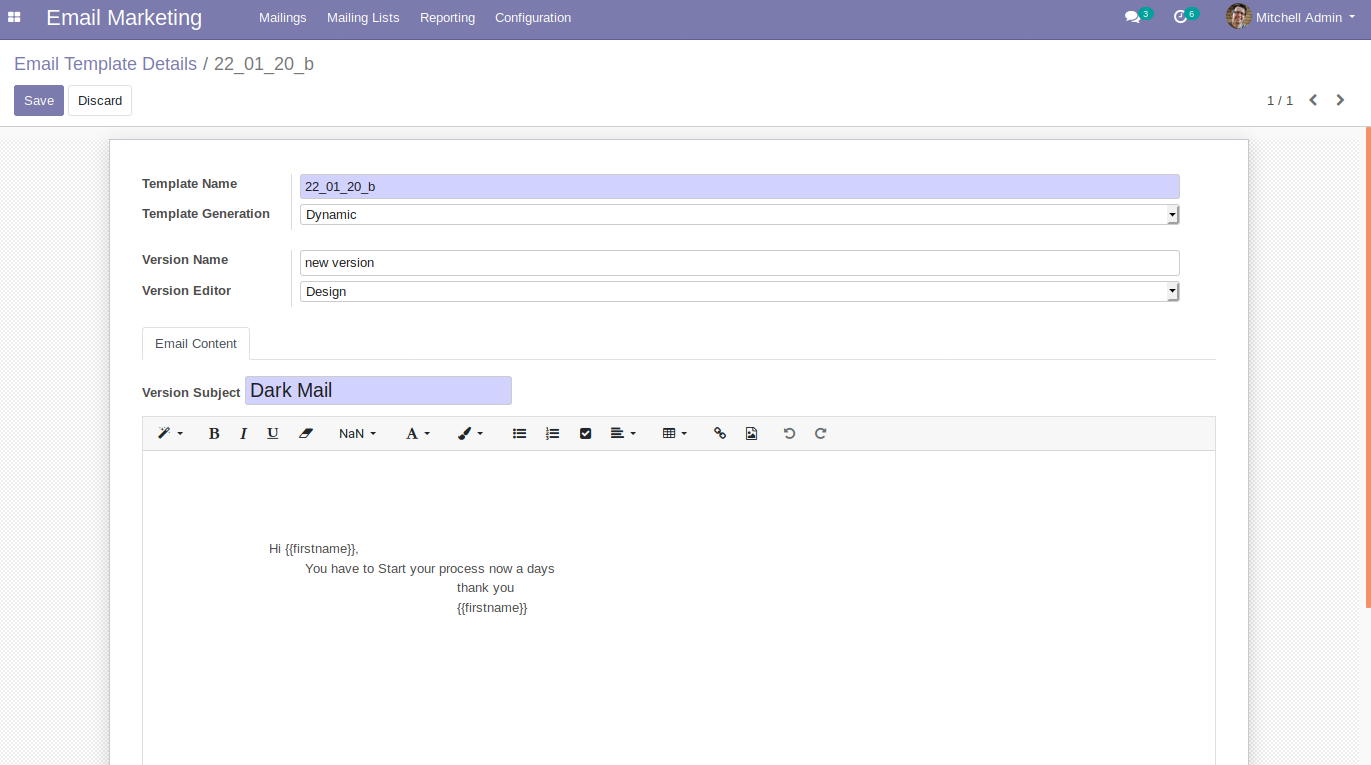 Email Marketing Mailings Mailing Lists Reporting Configuration 3 6 Mitchell Admin
Email Template Details / 22_01_20_b
Save Discard 1 / 1
Template Name 22_01_20_b
Template Generation Dynamic
Version Name new version
Version Editor Design
Email Content
Version Subject Dark Mail
B I U NaN A
Hi {{firstname}},
You have to Start your process now a days
thank you
{{firstname}}